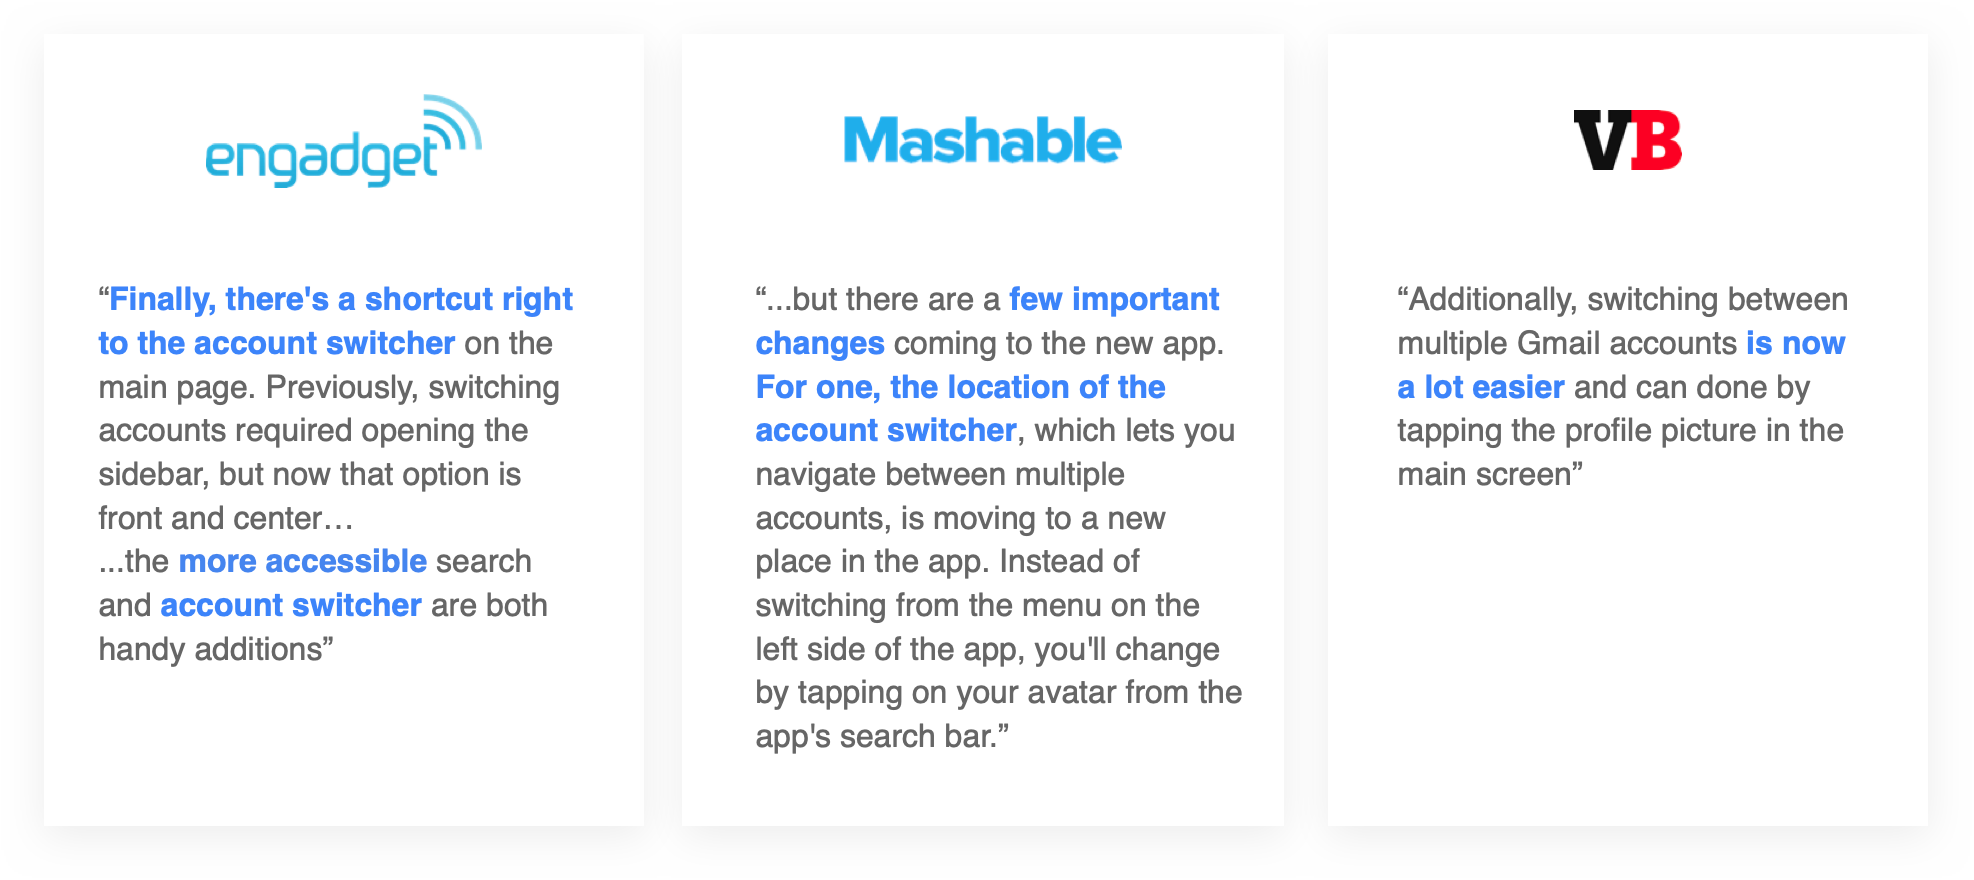 engadget
“Finally, there's a shortcut right
to the account switcher on the
main page. Previously, switching
accounts required opening the
sidebar, but now that option is
front and center…
...the more accessible search
and account switcher are both
handy additions”
Mashable
“...but there are a few important
changes coming to the new app.
For one, the location of the
account switcher, which lets you
navigate between multiple
accounts, is moving to a new
place in the app. Instead of
switching from the menu on the
left side of the app, you'll change
by tapping on your avatar from the
app's search bar.”
VB
“Additionally, switching between
multiple Gmail accounts is now
a lot easier and can done by
tapping the profile picture in the
main screen”